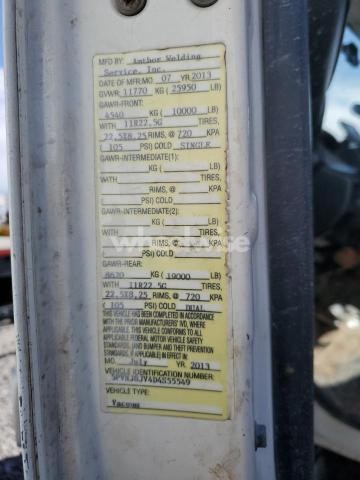 MFD BY: Anthor Welding
Service, Inc.
DATE OF MFR: MO. 07 YR 2013
GVWR: 11770 KG ( 25950 LB)
GAWR-FRONT:
4540 KG ( 10000 LB)
WITH 11R22.5G TIRES,
22.5X8.25 RIMS, @ 720 KPA
( 105 PSI) COLD SINGLE
GAWR-INTERMEDIATE(1):
KG ( LB)
WITH TIRES,
RIMS, @ KPA
( PSI) COLD
GAWR-INTERMEDIATE(2):
KG ( LB)
WITH TIRES,
RIMS, @ KPA
( PSI) COLD
GAWR-REAR:
8620 KG ( 19000 LB)
WITH 11R22.5G TIRES,
22.5X8.25 RIMS, @ 720 KPA
( 105 PSI) COLD DUAL
THIS VEHICLE HAS BEEN COMPLETED IN ACCORDANCE
WITH THE PRIOR MANUFACTURERS' IVD, WHERE
APPLICABLE. THIS VEHICLE CONFORMS TO ALL
APPLICABLE FEDERAL MOTOR VEHICLE SAFETY
STANDARDS, (AND BUMPER AND THEFT PREVENTION
STANDARDS, IF APPLICABLE) IN EFFECT IN
MO. July YR. 2013
VEHICLE IDENTIFICATION NUMBER:
5PVNJ8JV4D4S55549
VEHICLE TYPE:
Vacuum